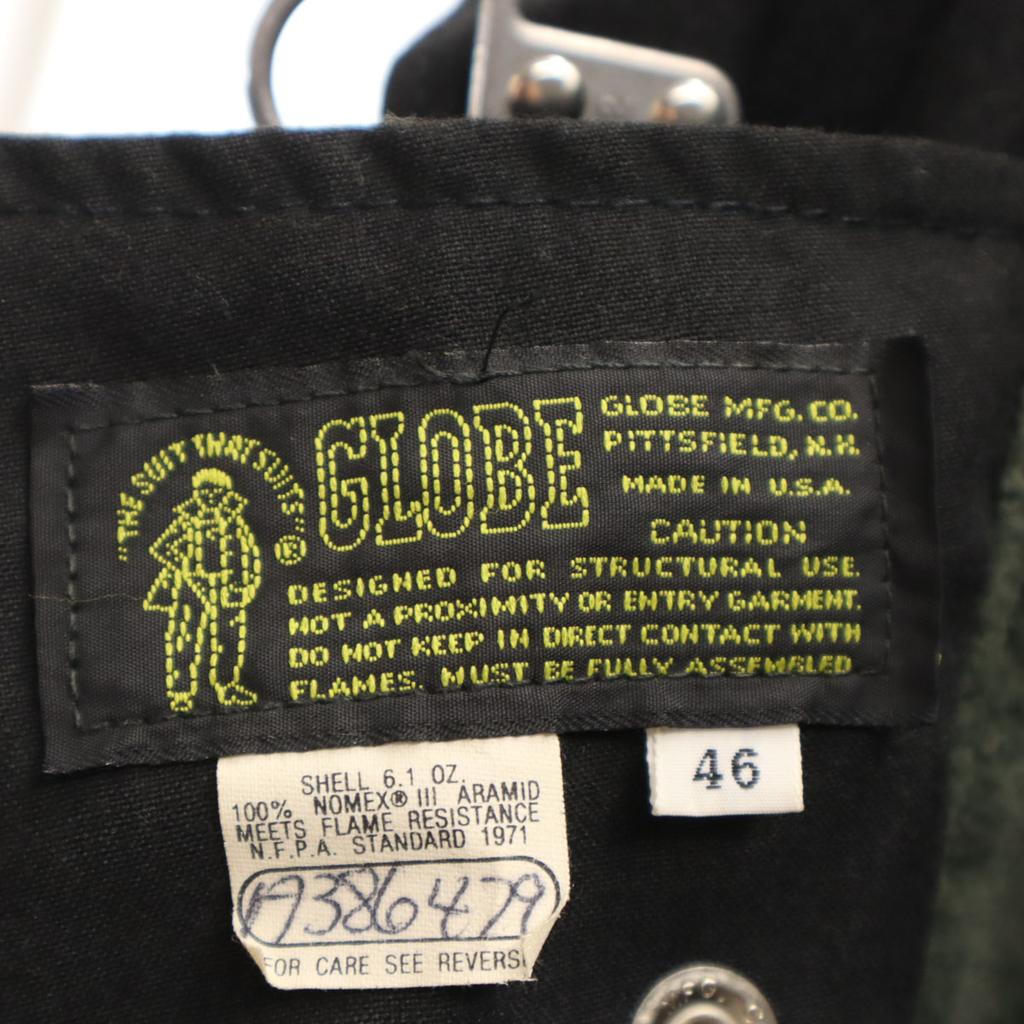 "THE SUIT THAT SUITS" ®
GLOBE
GLOBE MFG. CO.
PITTSFIELD, N.H.
MADE IN U.S.A.
CAUTION
DESIGNED FOR STRUCTURAL USE.
NOT A PROXIMITY OR ENTRY GARMENT.
DO NOT KEEP IN DIRECT CONTACT WITH
FLAMES. MUST BE FULLY ASSEMBLED
SHELL 6.1 OZ.
100% NOMEX® III ARAMID
MEETS FLAME RESISTANCE
N.F.P.A. STANDARD 1971
A386479
FOR CARE SEE REVERS
46